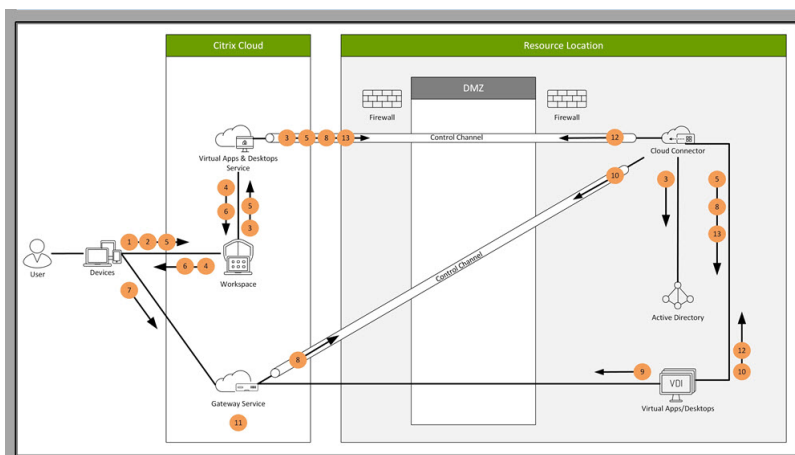 Citrix Cloud
Resource Location
DMZ
Firewall
Firewall
3 5 8 13
Control Channel
12
Virtual Apps & Desktops
Service
Cloud Connector
4
6
5
3
10
3
5
8
13
1 2 5
6 4
User
Devices
Workspace
Control Channel
7
Active Directory
8
12
10
9
VDI
Gateway Service
Virtual Apps/Desktops
11